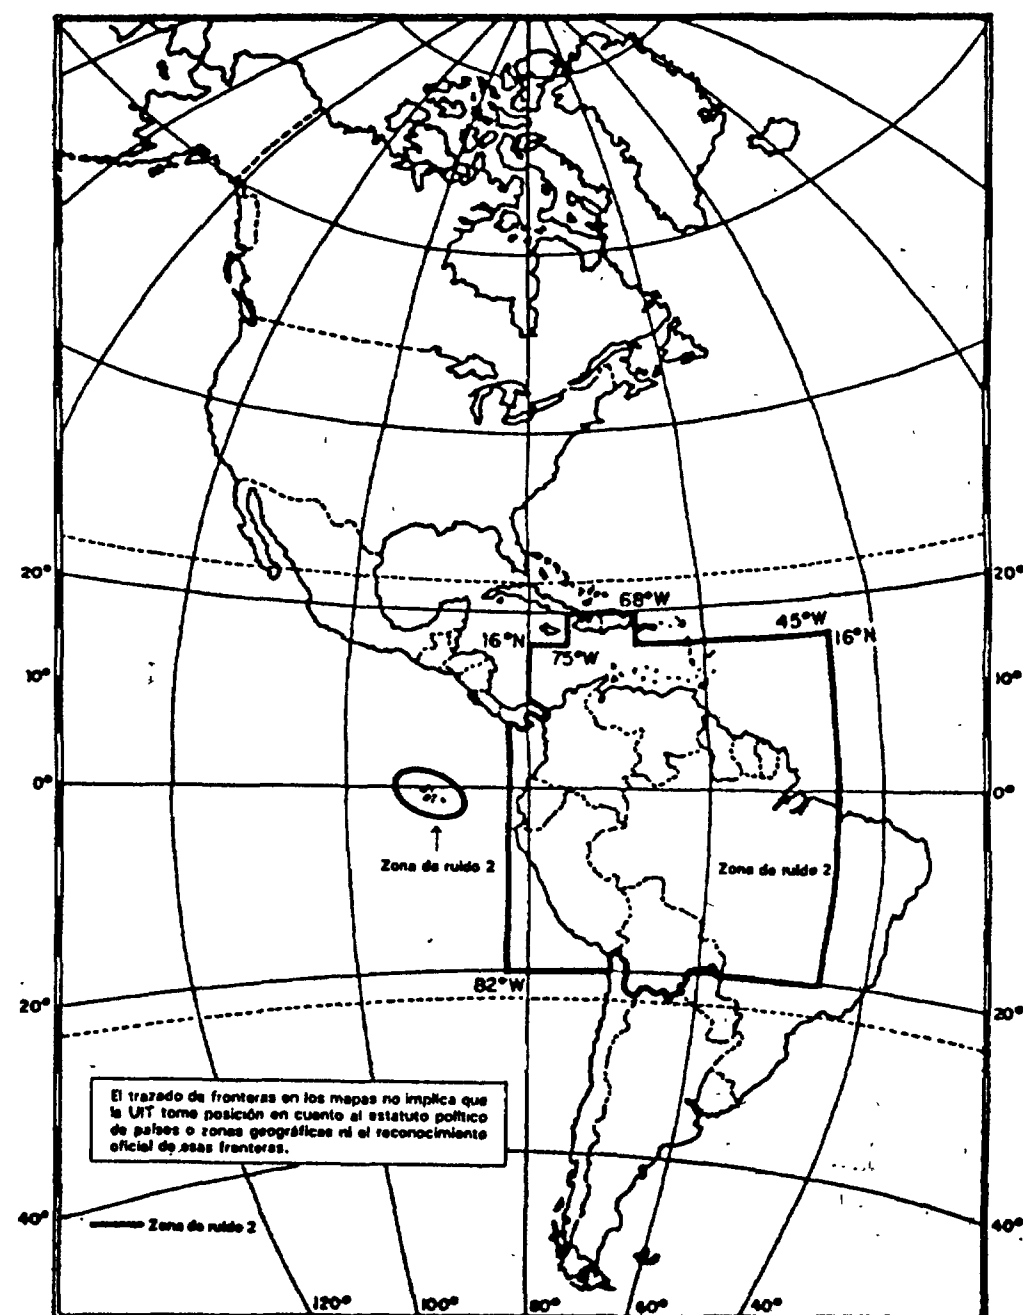 20°
20°
68°W
45°W
16°N
16°N
75°W
10°
10°
0°
0°
Zona de ruido 2
Zona de ruido 2
82°W
20°
20°
El trazado de fronteras en los mapas no implica que
la UIT tome posición en cuanto al estatuto político
de países o zonas geográficas ni el reconocimiento
oficial de esas fronteras.
40°
40°
Zona de ruido 2
120°
100°
80°
60°
40°